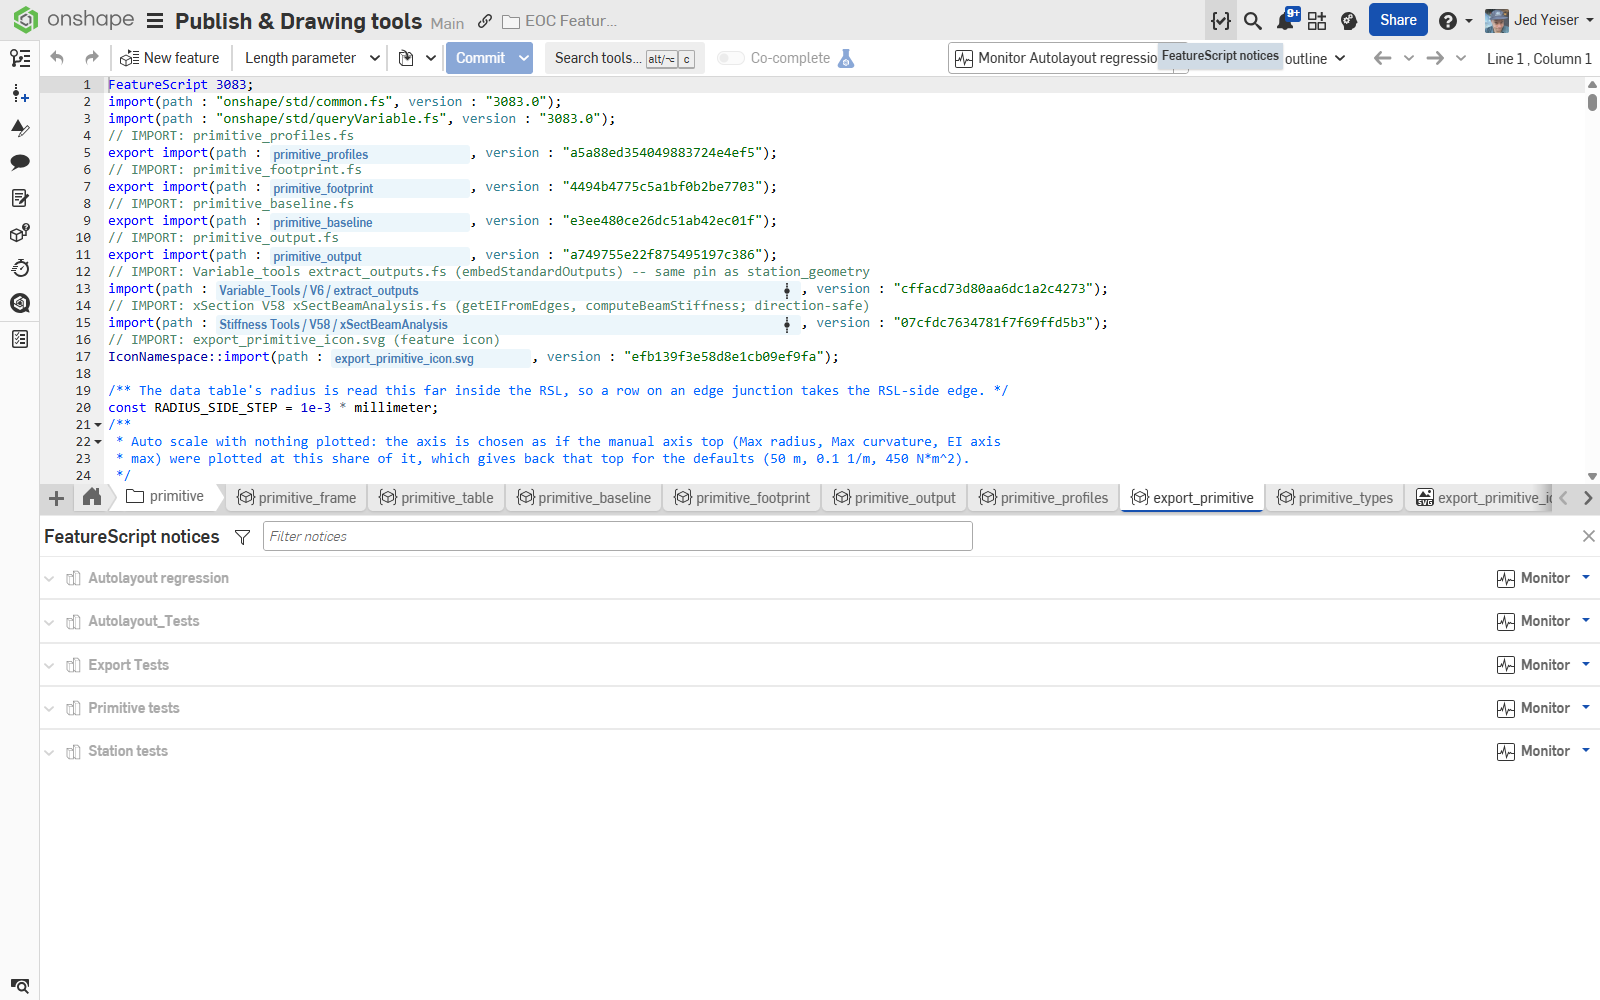 onshape
Publish & Drawing tools Main EOC Featur...
9+
Share
Jed Yeiser
New feature
Length parameter
Commit
Search tools... alt/⌥ c
Co-complete
Monitor Autolayout regressio
FeatureScript notices
outline
Line 1 , Column 1
1 FeatureScript 3083;
2 import(path : "onshape/std/common.fs", version : "3083.0");
3 import(path : "onshape/std/queryVariable.fs", version : "3083.0");
4 // IMPORT: primitive_profiles.fs
5 export import(path : primitive_profiles , version : "a5a88ed354049883724e4ef5");
6 // IMPORT: primitive_footprint.fs
7 export import(path : primitive_footprint , version : "4494b4775c5a1bf0b2be7703");
8 // IMPORT: primitive_baseline.fs
9 export import(path : primitive_baseline , version : "e3ee480ce26dc51ab42ec01f");
10 // IMPORT: primitive_output.fs
11 export import(path : primitive_output , version : "a749755e22f875495197c386");
12 // IMPORT: Variable_tools extract_outputs.fs (embedStandardOutputs) -- same pin as station_geometry
13 import(path : Variable_Tools / V6 / extract_outputs , version : "cffacd73d80aa6dc1a2c4273");
14 // IMPORT: xSection V58 xSectBeamAnalysis.fs (getEIFromEdges, computeBeamStiffness; direction-safe)
15 import(path : Stiffness Tools / V58 / xSectBeamAnalysis , version : "07cfdc7634781f7f69ffd5b3");
16 // IMPORT: export_primitive_icon.svg (feature icon)
17 IconNamespace::import(path : export_primitive_icon.svg , version : "efb139f3e58d8e1cb09ef9fa");
18
19 /** The data table's radius is read this far inside the RSL, so a row on an edge junction takes the RSL-side edge. */
20 const RADIUS_SIDE_STEP = 1e-3 * millimeter;
21 /**
22 * Auto scale with nothing plotted: the axis is chosen as if the manual axis top (Max radius, Max curvature, EI axis
23 * max) were plotted at this share of it, which gives back that top for the defaults (50 m, 0.1 1/m, 450 N*m^2).
24 */
primitive
primitive_frame
primitive_table
primitive_baseline
primitive_footprint
primitive_output
primitive_profiles
export_primitive
primitive_types
SVG export_primitive_ic
FeatureScript notices
Filter notices
Autolayout regression Monitor
Autolayout_Tests Monitor
Export Tests Monitor
Primitive tests Monitor
Station tests Monitor